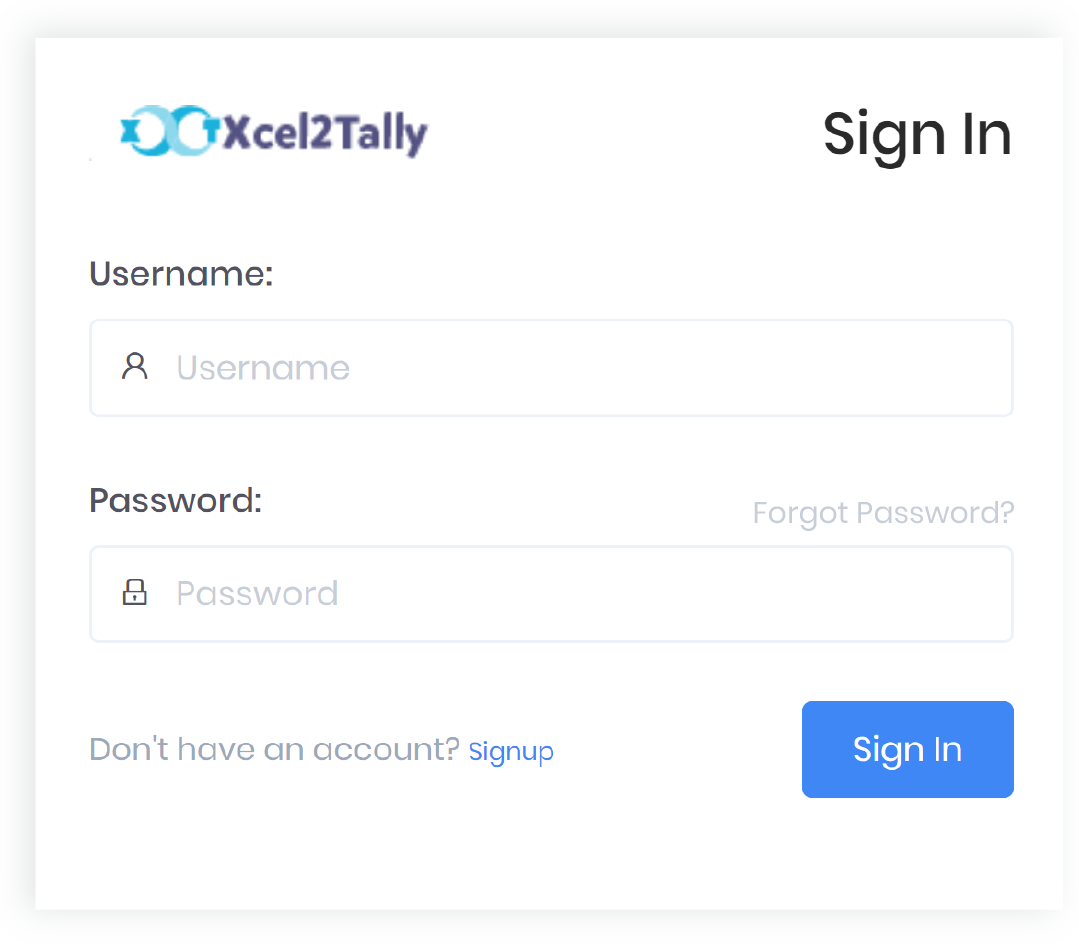 Xcel2Tally
Sign In
Username:
Username
Password:
Forgot Password?
Password
Don't have an account? Signup
Sign In